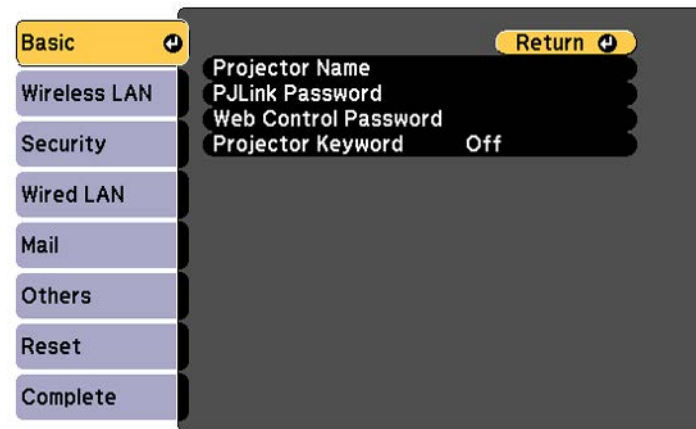 Basic
Wireless LAN
Security
Wired LAN
Mail
Others
Reset
Complete
Return
Projector Name
PJLink Password
Web Control Password
Projector Keyword Off